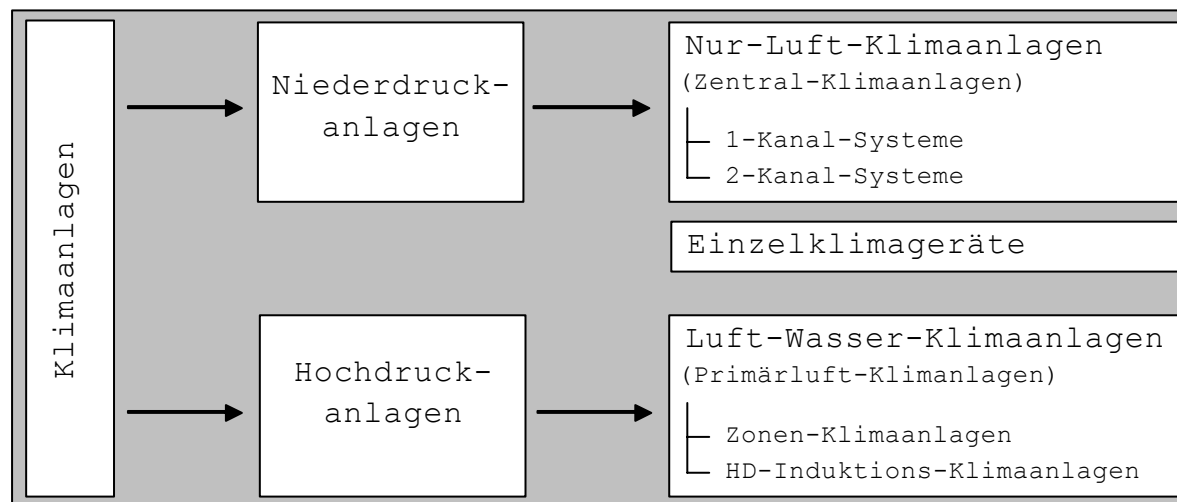 Klimaanlagen
Niederdruck-
anlagen
Nur-Luft-Klimaanlagen
(Zentral-Klimaanlagen)
1-Kanal-Systeme
2-Kanal-Systeme
Einzelklimageräte
Hochdruck-
anlagen
Luft-Wasser-Klimaanlagen
(Primärluft-Klimanlagen)
Zonen-Klimaanlagen
HD-Induktions-Klimaanlagen